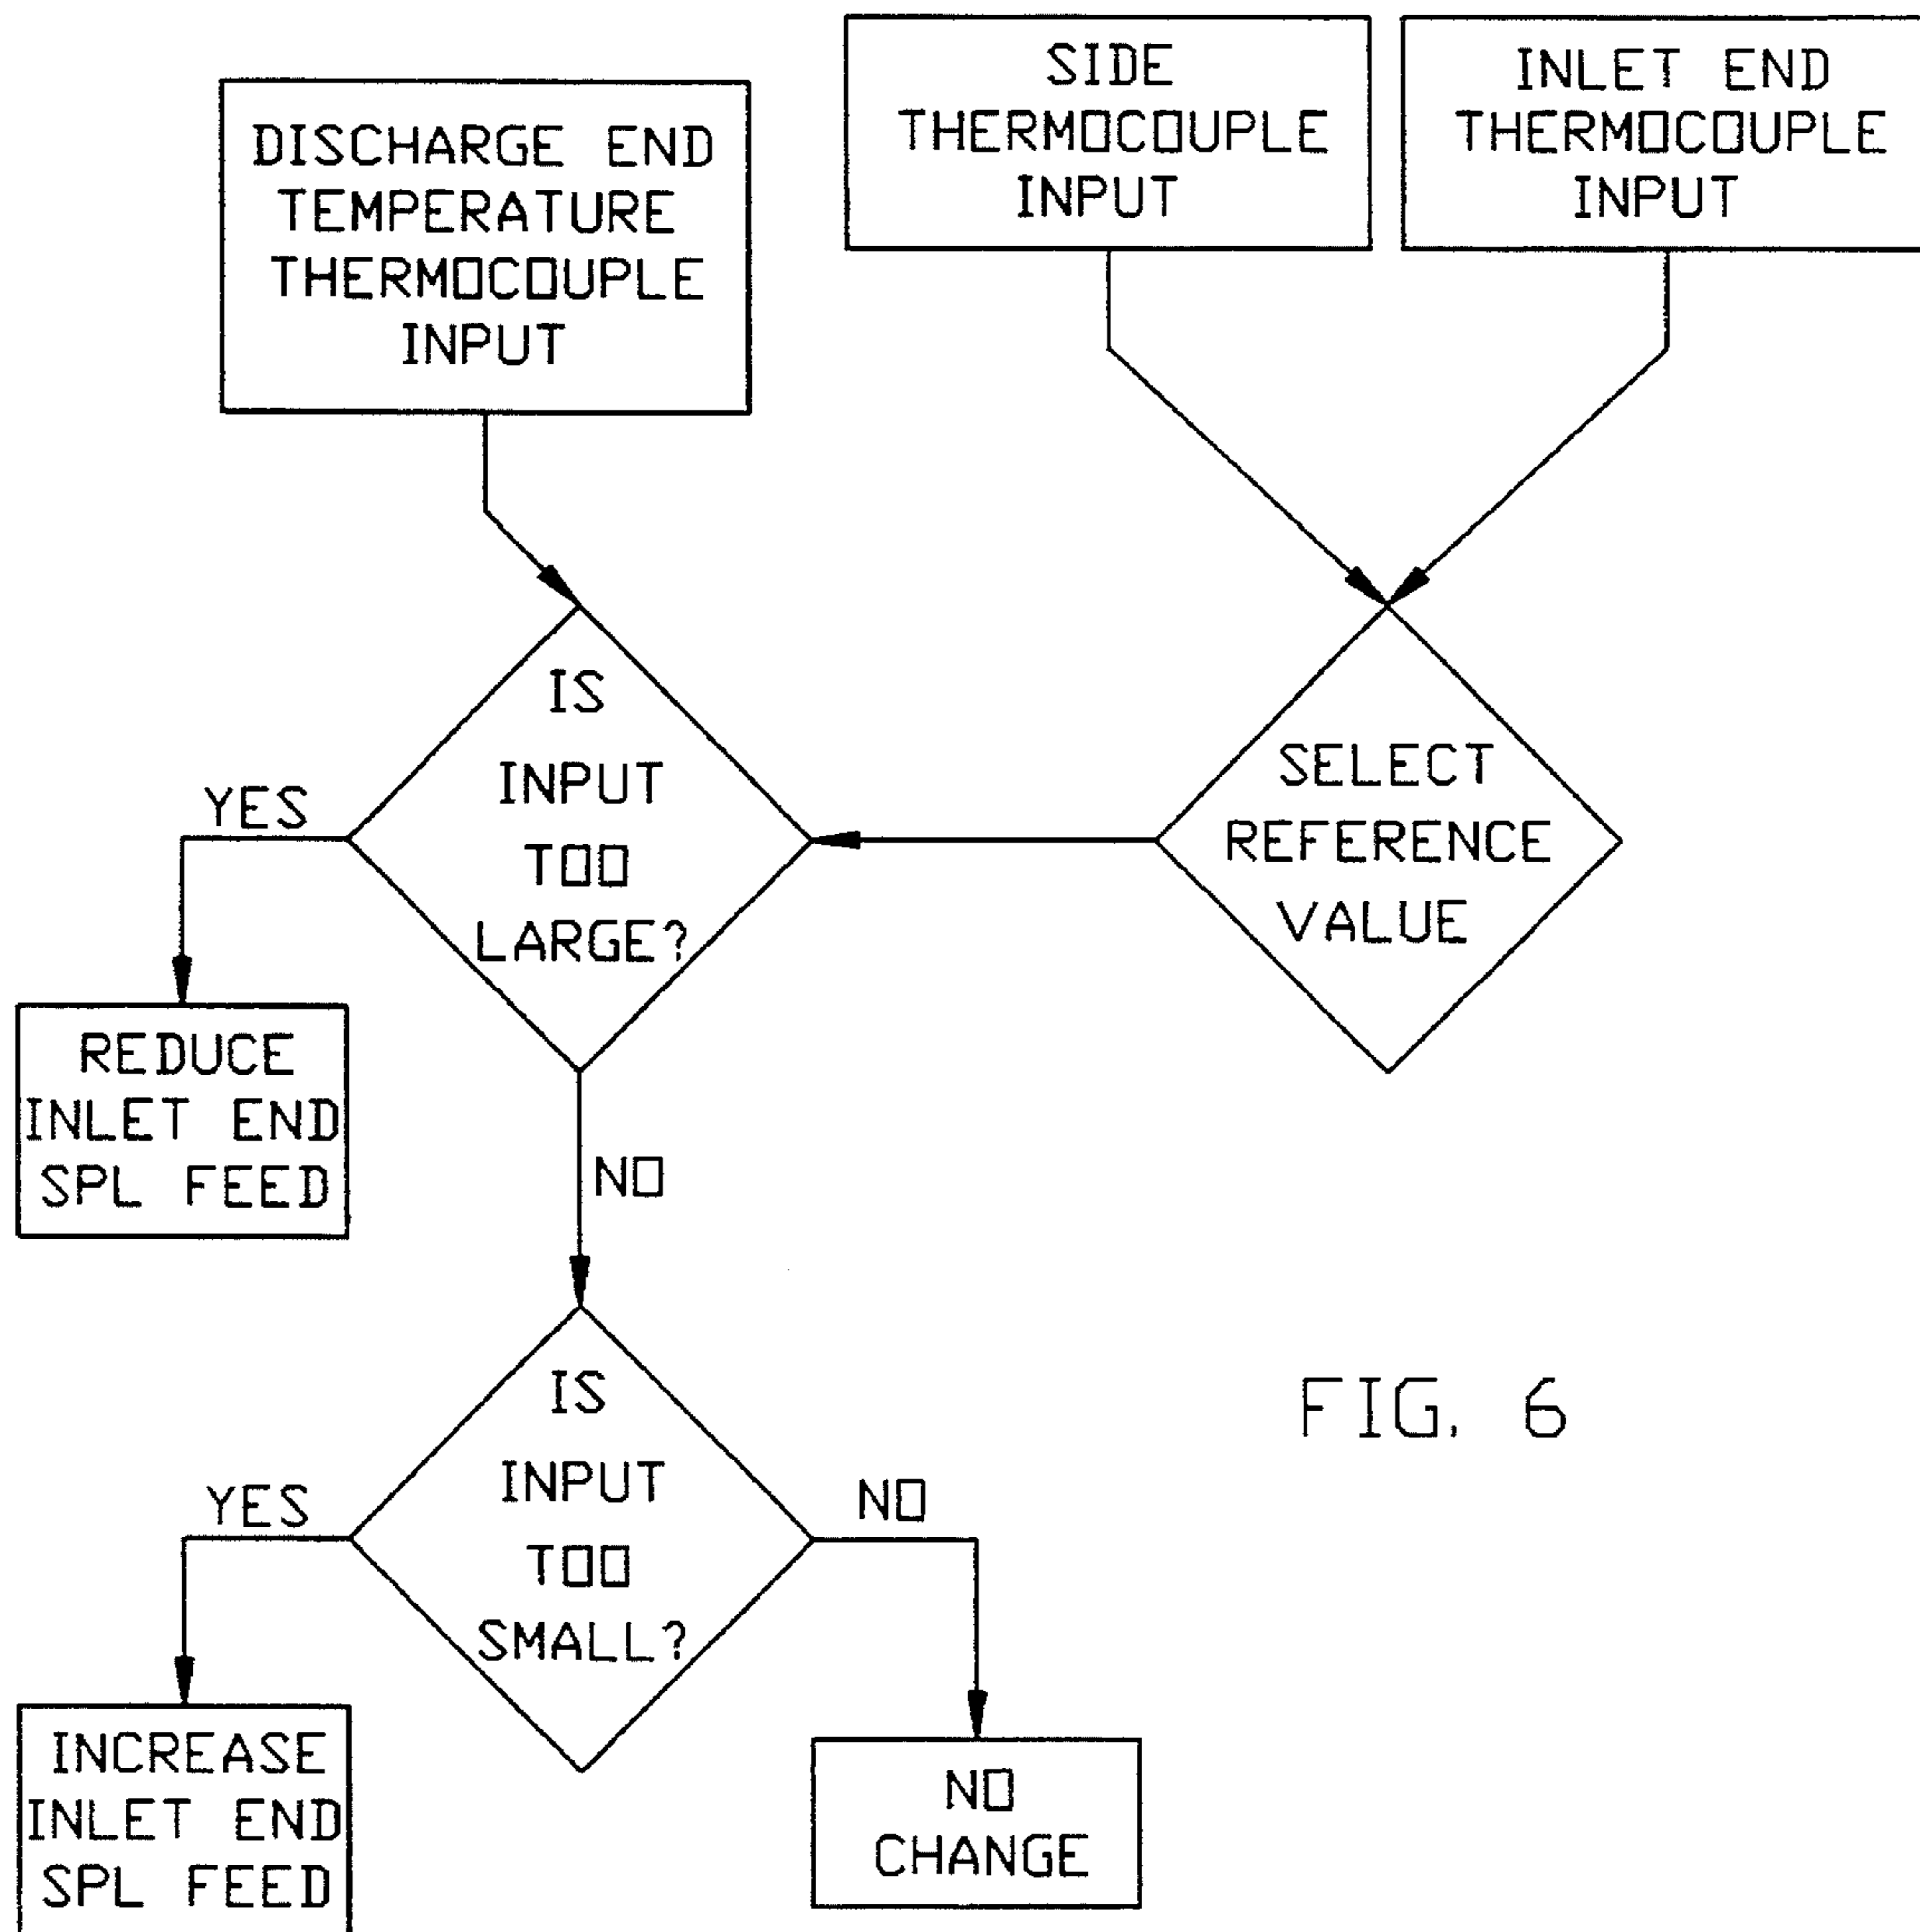 SIDE
THERMOCOUPLE
INPUT
INLET END
THERMOCOUPLE
INPUT
DISCHARGE END
TEMPERATURE
THERMOCOUPLE
INPUT
IS
INPUT
TOO
LARGE?
SELECT
REFERENCE
VALUE
YES
REDUCE
INLET END
SPL FEED
NO
IS
INPUT
TOO
SMALL?
YES
NO
INCREASE
INLET END
SPL FEED
NO
CHANGE
FIG. 6